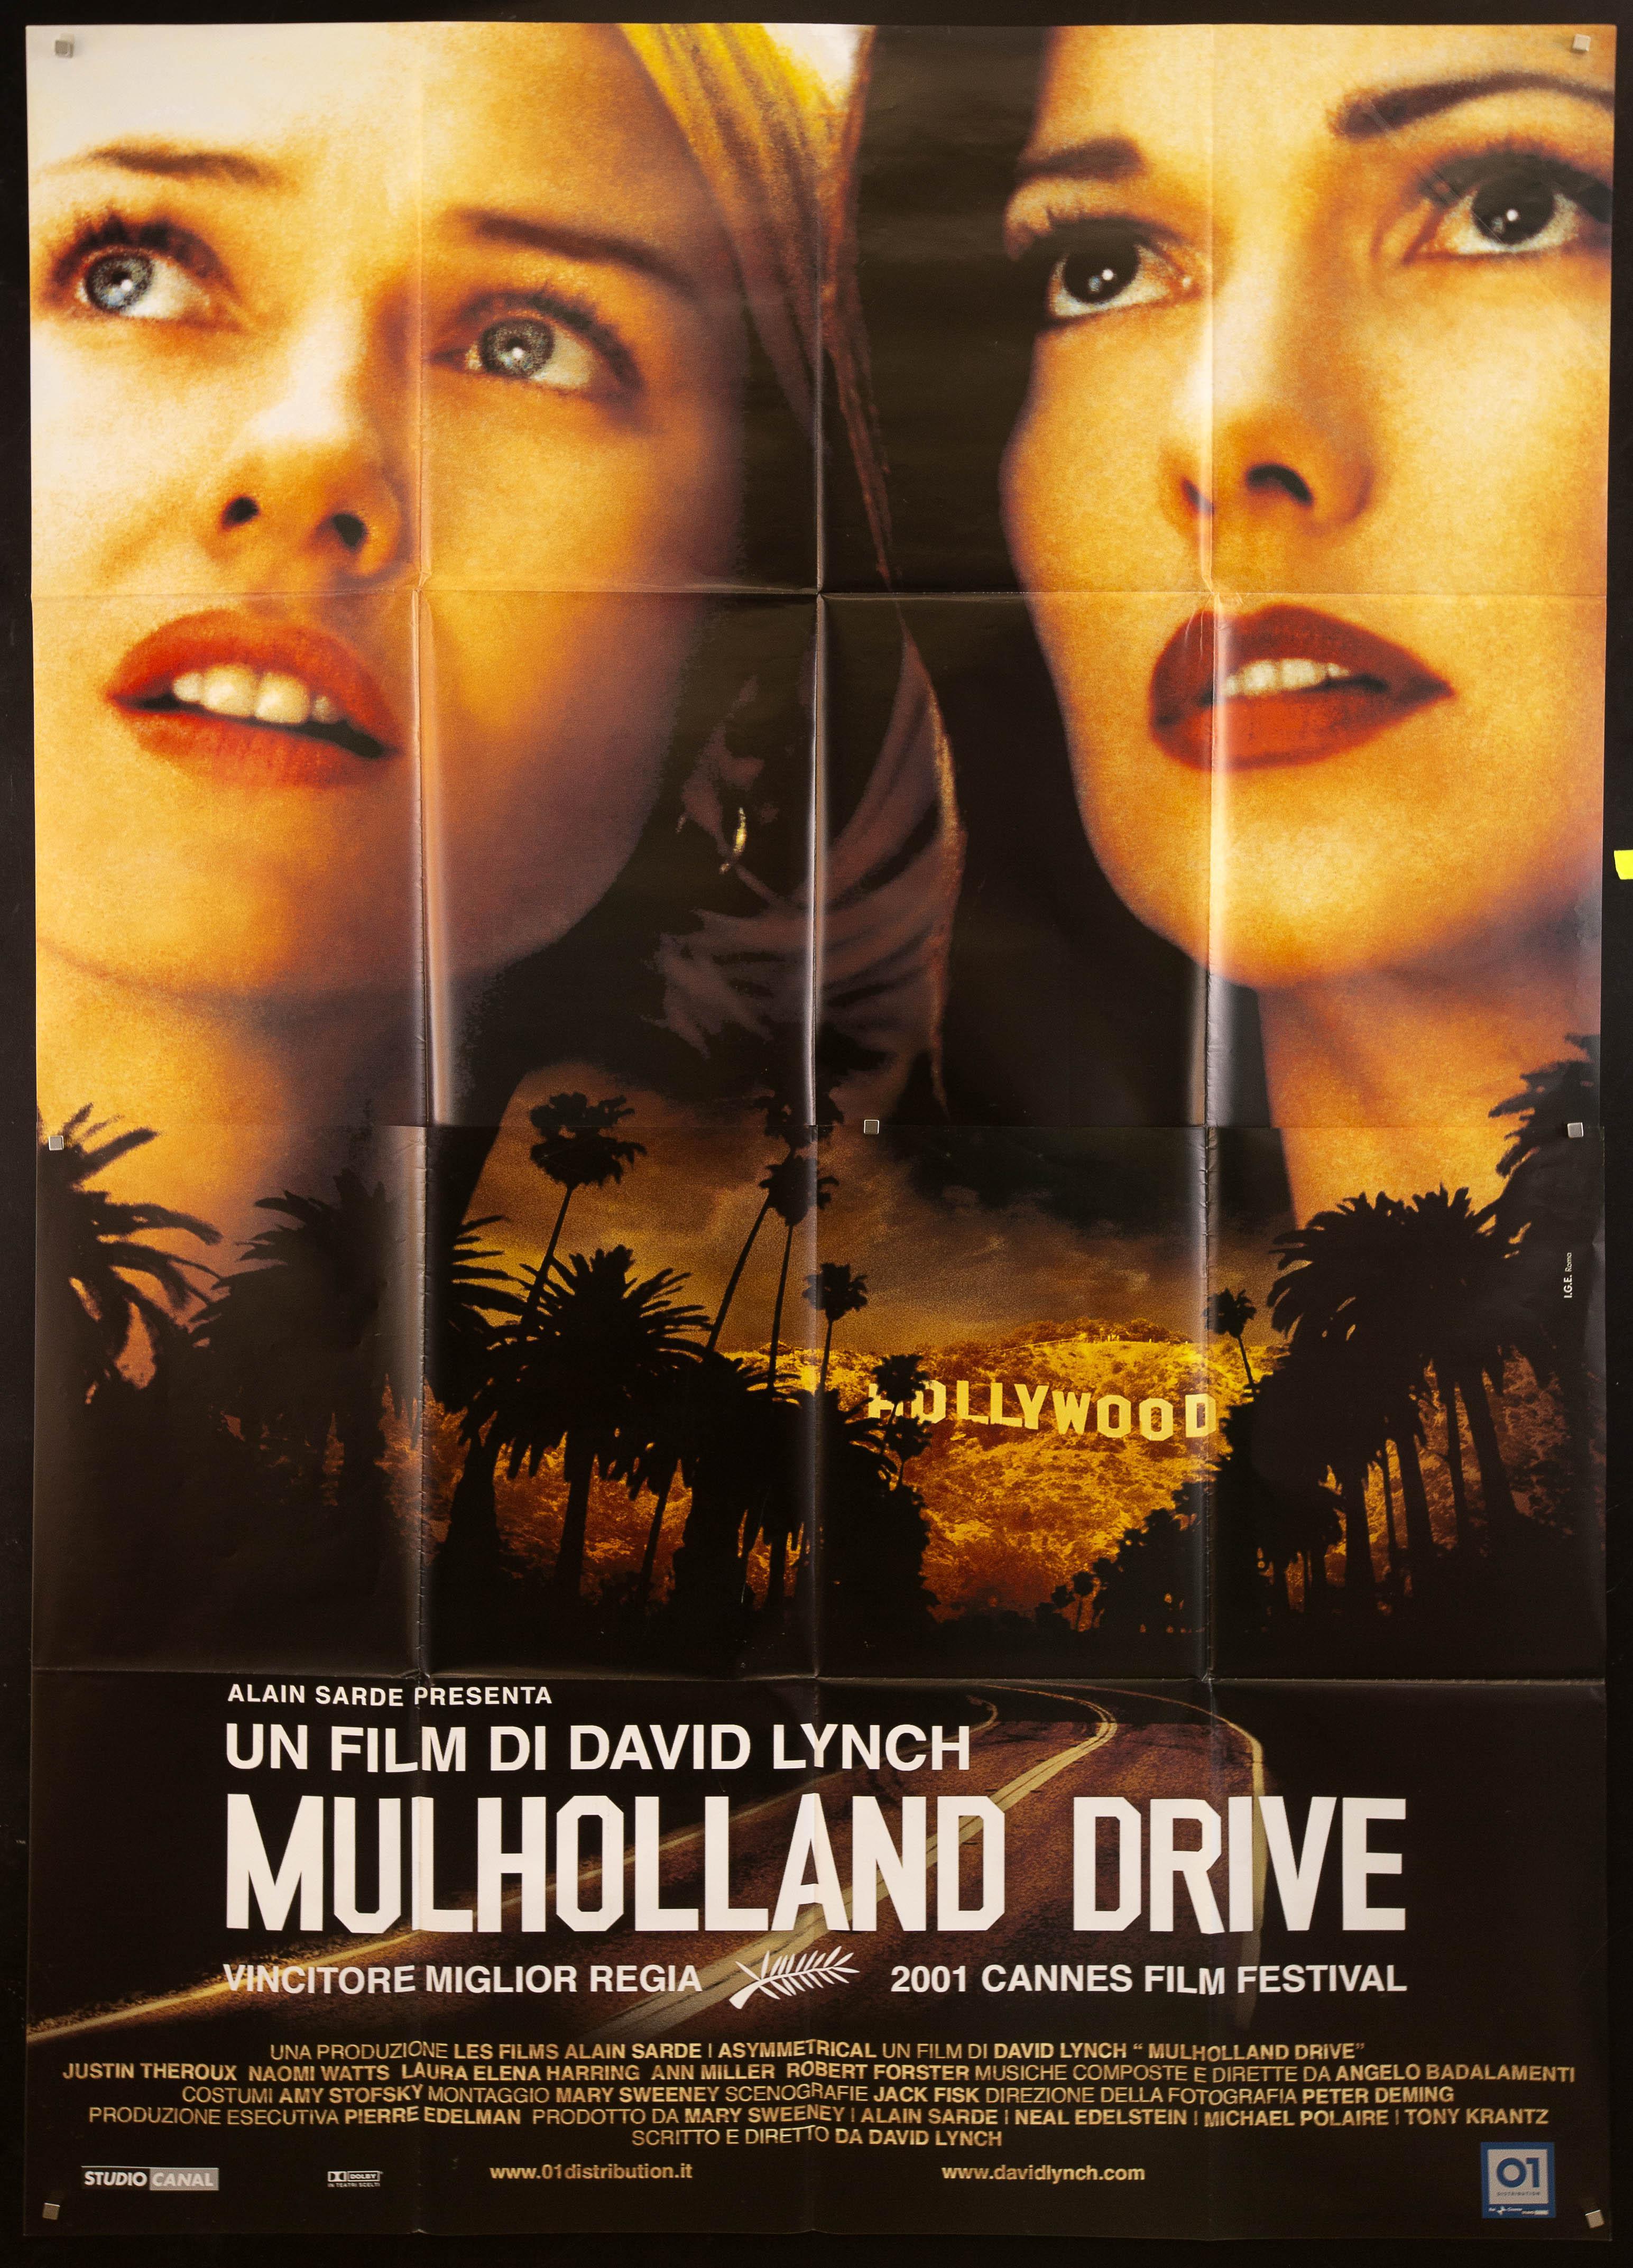 HOLLYWOOD
I.G.E. Roma
ALAIN SARDE PRESENTA
UN FILM DI DAVID LYNCH
MULHOLLAND DRIVE
VINCITORE MIGLIOR REGIA 2001 CANNES FILM FESTIVAL
UNA PRODUZIONE LES FILMS ALAIN SARDE | ASYMMETRICAL UN FILM DI DAVID LYNCH “ MULHOLLAND DRIVE”
JUSTIN THEROUX NAOMI WATTS LAURA ELENA HARRING ANN MILLER ROBERT FORSTER MUSICHE COMPOSTE E DIRETTE DA ANGELO BADALAMENTI
COSTUMI AMY STOFSKY MONTAGGIO MARY SWEENEY SCENOGRAFIE JACK FISK DIREZIONE DELLA FOTOGRAFIA PETER DEMING
PRODUZIONE ESECUTIVA PIERRE EDELMAN PRODOTTO DA MARY SWEENEY | ALAIN SARDE | NEAL EDELSTEIN | MICHAEL POLAIRE | TONY KRANTZ
SCRITTO E DIRETTO DA DAVID LYNCH
STUDIO CANAL
DOLBY
IN TEATRI SCELTI
www.01distribution.it
www.davidlynch.com
01
DISTRIBUTION